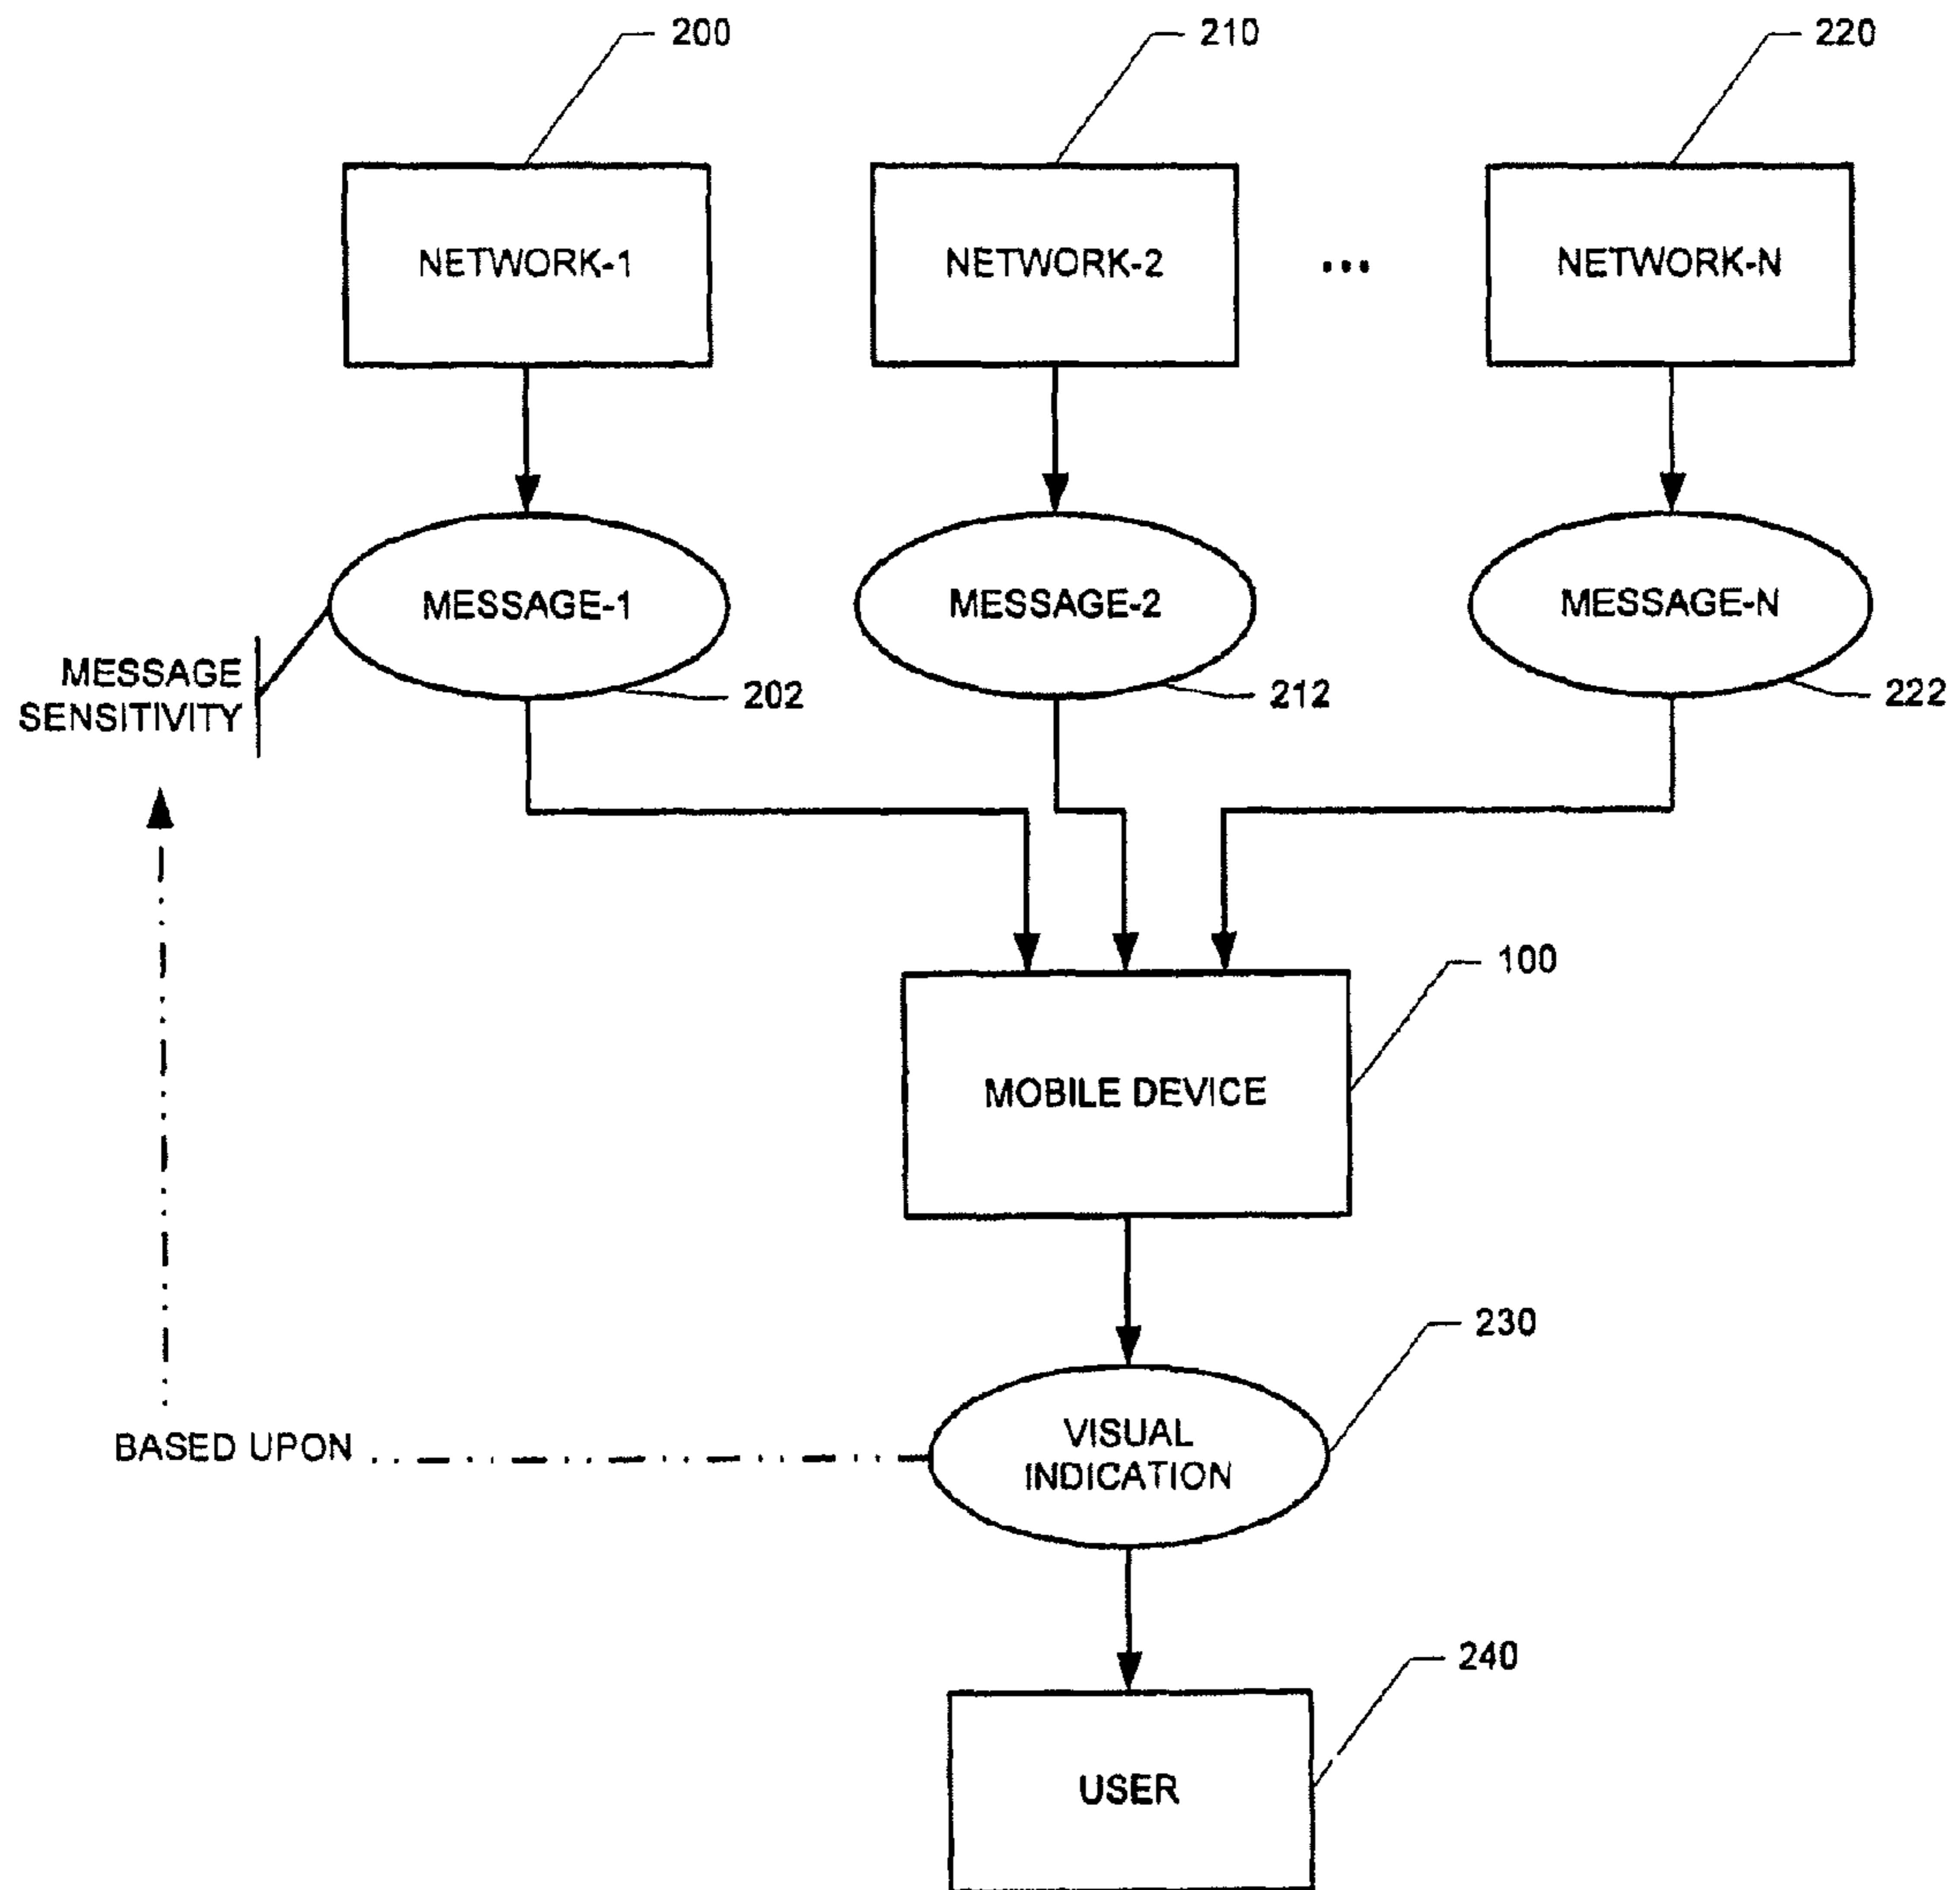 200
210
220
NETWORK-1
NETWORK-2
...
NETWORK-N
MESSAGE-1
MESSAGE-2
MESSAGE-N
MESSAGE
SENSITIVITY
202
212
222
100
MOBILE DEVICE
230
VISUAL
INDICATION
BASED UPON
240
USER